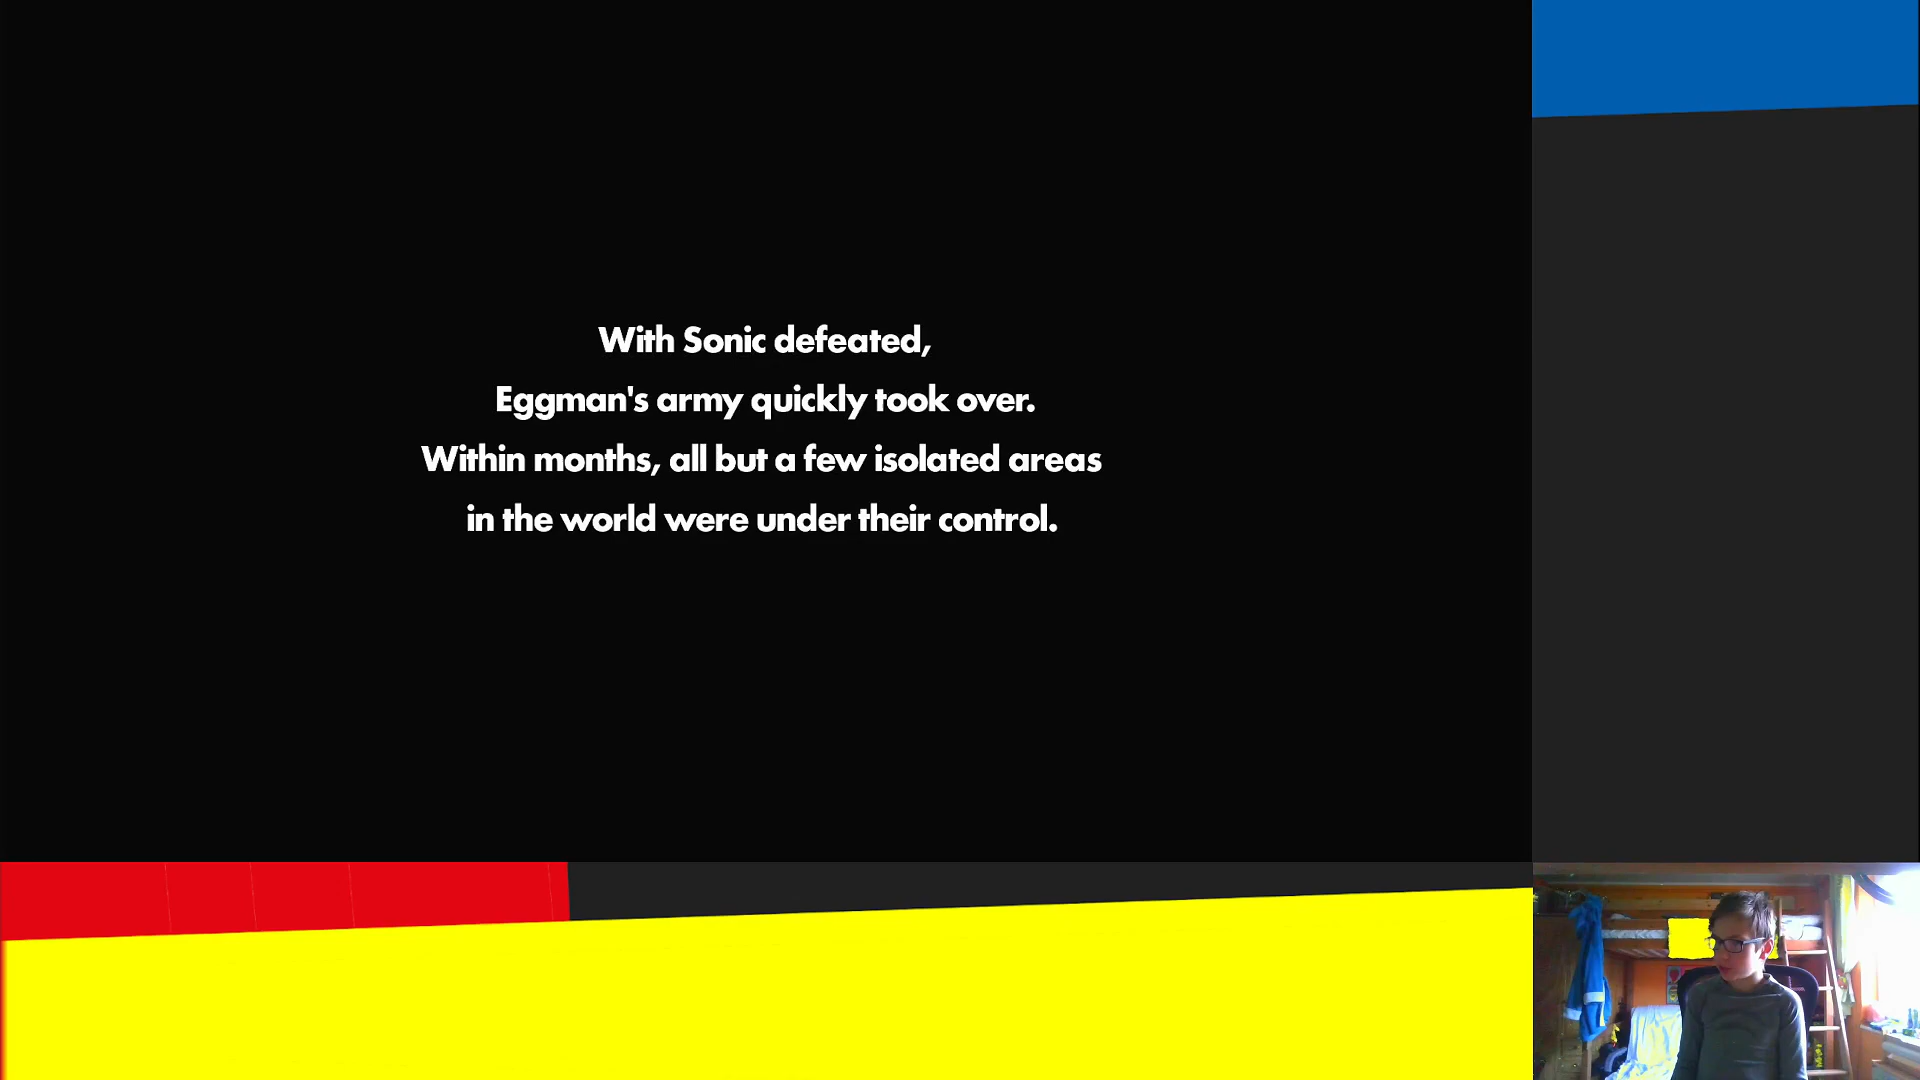 With Sonic defeated,
Eggman's army quickly took over.
Within months, all but a few isolated areas
in the world were under their control.